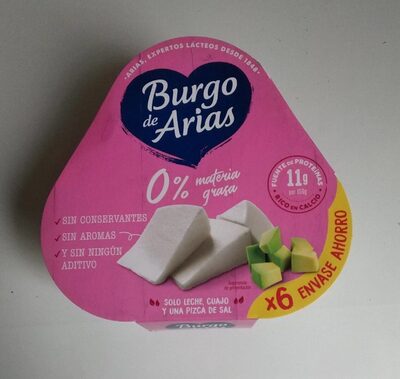 ARIAS, EXPERTOS LÁCTEOS DESDE 1848
Burgo
de
Arias
0% materia
grasa
FUENTE DE PROTEÍNAS
11g
RICO EN CALCIO
✓ SIN CONSERVANTES
✓ SIN AROMAS
✓ Y SIN NINGÚN
ADITIVO
SOLO LECHE, CUAJO
Y UNA PIZCA DE SAL
x6 ENVASE AHORRO
Burgo